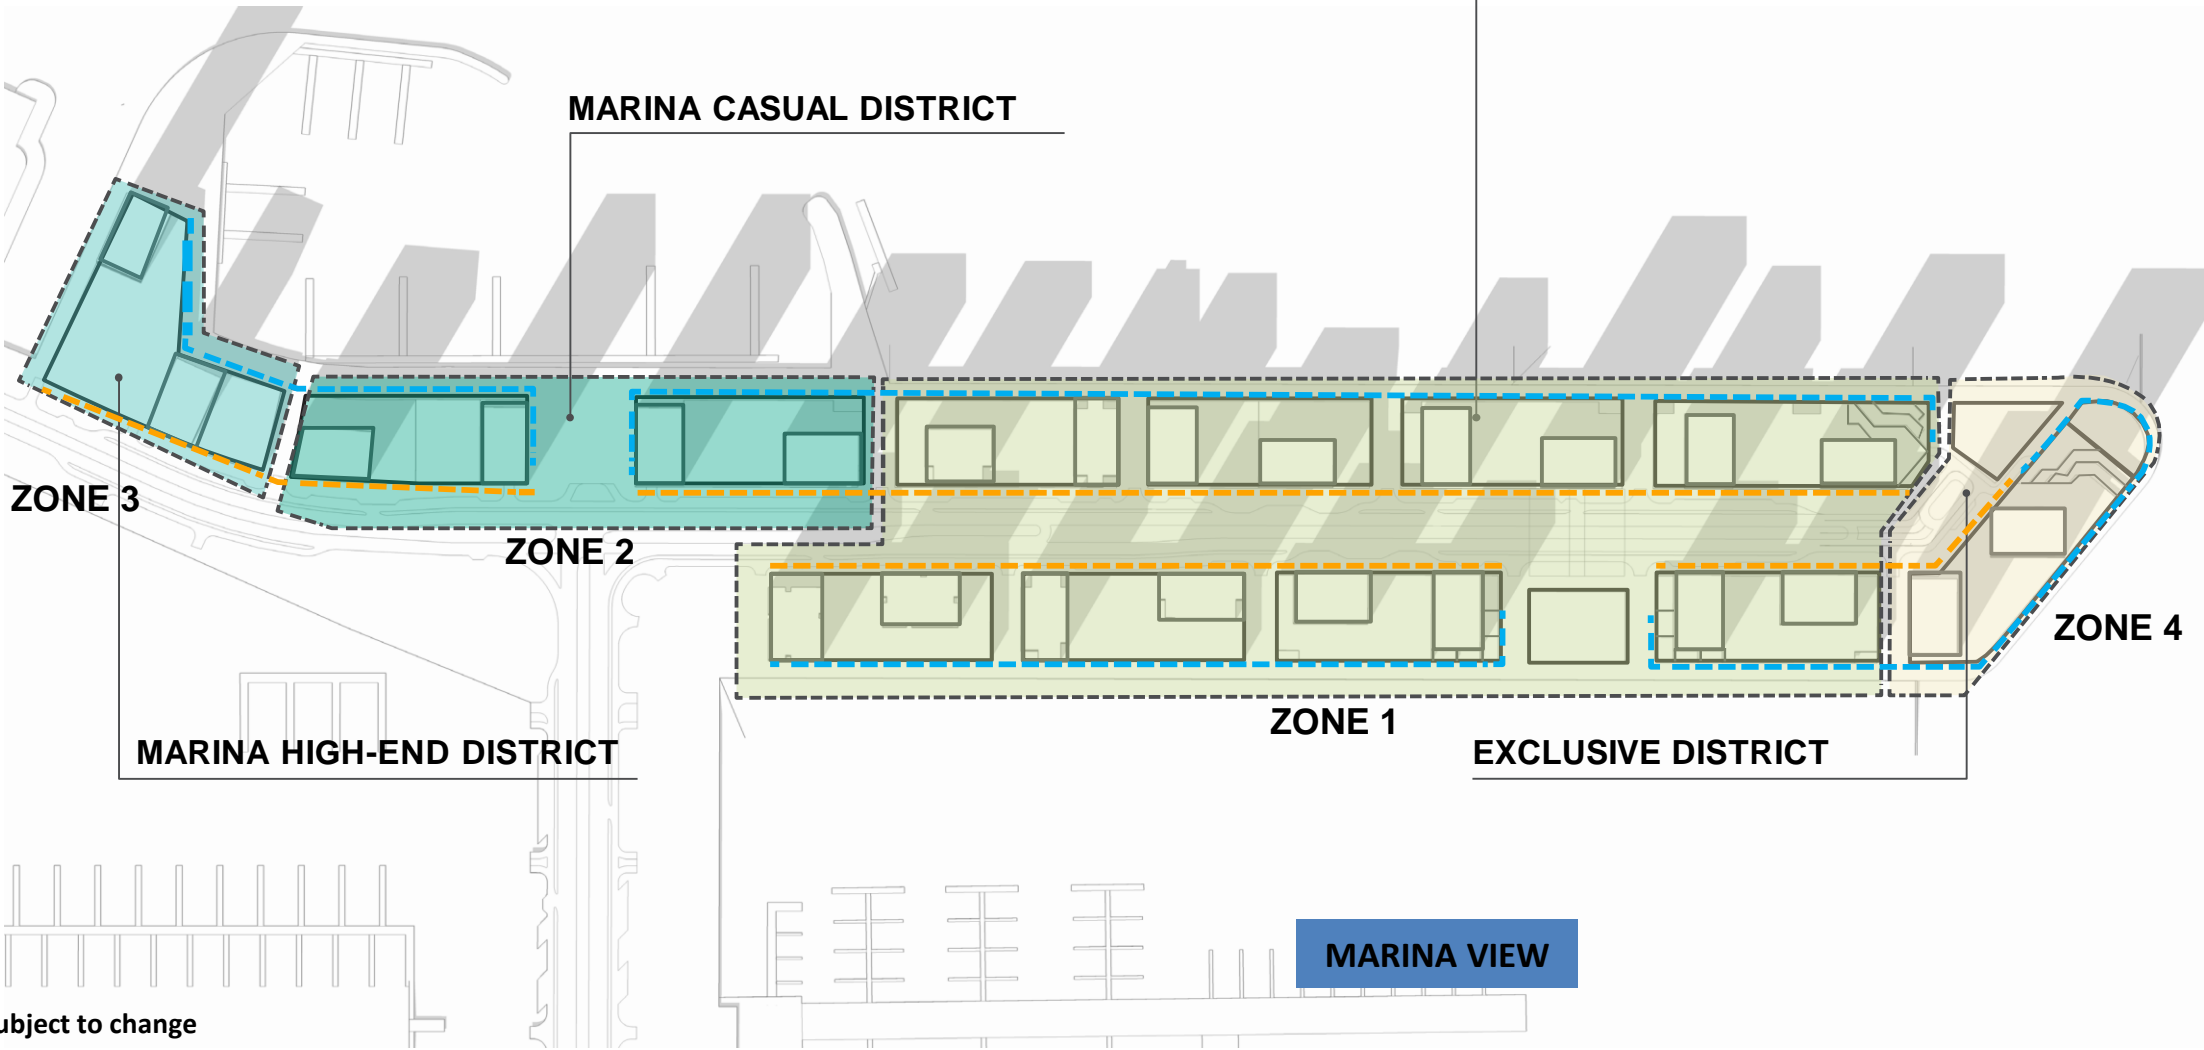 MARINA CASUAL DISTRICT
ZONE 3
ZONE 2
ZONE 4
ZONE 1
MARINA HIGH-END DISTRICT
EXCLUSIVE DISTRICT
MARINA VIEW
ubject to change